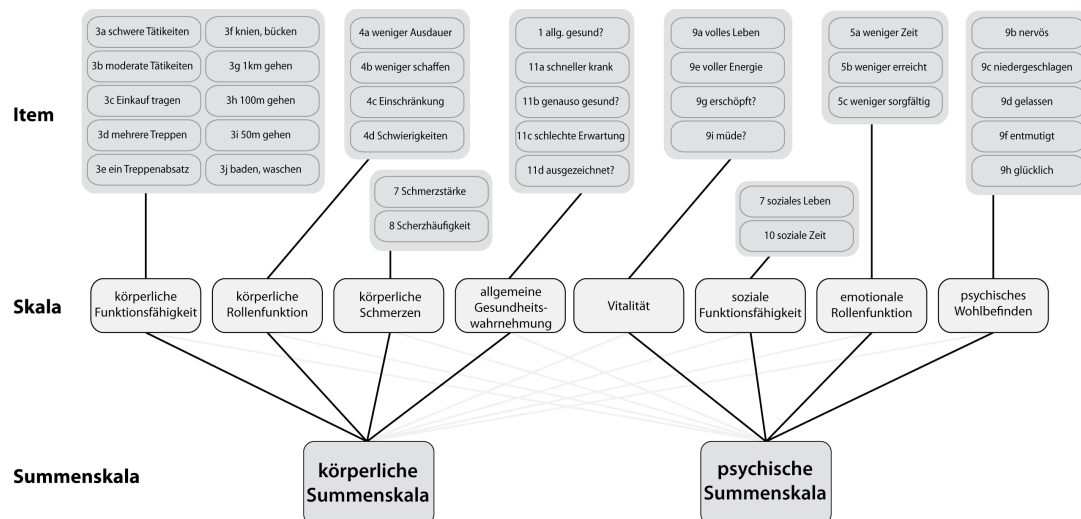 Item
3a schwere Tätikeiten
3b moderate Tätikeiten
3c Einkauf tragen
3d mehrere Treppen
3e ein Treppenabsatz
3f knien, bücken
3g 1km gehen
3h 100m gehen
3i 50m gehen
3j baden, waschen
4a weniger Ausdauer
4b weniger schaffen
4c Einschränkung
4d Schwierigkeiten
7 Schmerzstärke
8 Scherzhäufigkeit
1 allg. gesund?
11a schneller krank
11b genauso gesund?
11c schlechte Erwartung
11d ausgezeichnet?
9a volles Leben
9e voller Energie
9g erschöpft?
9i müde?
7 soziales Leben
10 soziale Zeit
5a weniger Zeit
5b weniger erreicht
5c weniger sorgfältig
9b nervös
9c niedergeschlagen
9d gelassen
9f entmutigt
9h glücklich
Skala
körperliche
Funktionsfähigkeit
körperliche
Rollenfunktion
körperliche
Schmerzen
allgemeine
Gesundheits-
wahrnehmung
Vitalität
soziale
Funktionsfähigkeit
emotionale
Rollenfunktion
psychisches
Wohlbefinden
Summenskala
körperliche
Summenskala
psychische
Summenskala